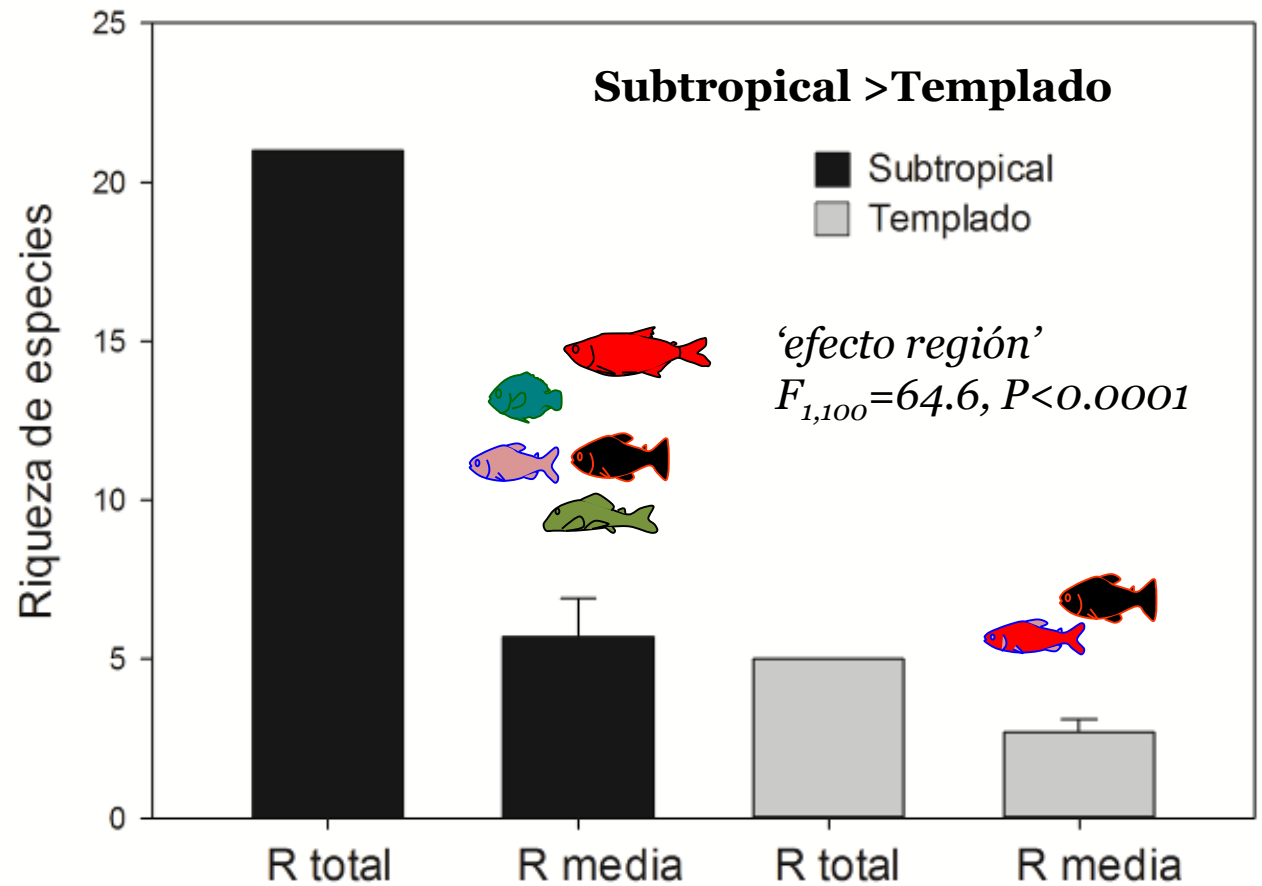 Subtropical >Templado
Subtropical
Templado
‘efecto región’
F1,100=64.6, P<0.0001
Riqueza de especies
25
20
15
10
5
0
R total
R media
R total
R media